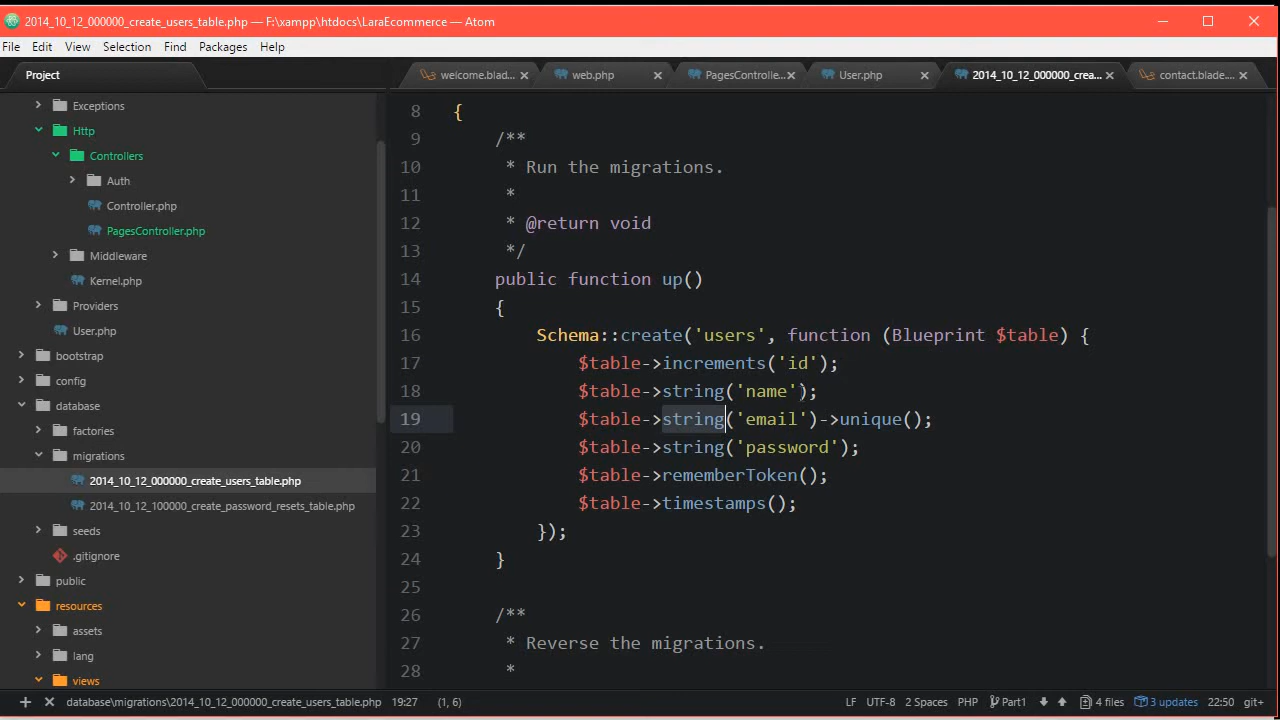 2014_10_12_000000_create_users_table.php — F:\xampp\htdocs\LaraEcommerce — Atom
File Edit View Selection Find Packages Help
Project
welcome.blad... web.php PagesControlle... User.php 2014_10_12_000000_crea... contact.blade....
Exceptions
Http
Controllers
Auth
Controller.php
PagesController.php
Middleware
Kernel.php
Providers
User.php
bootstrap
config
database
factories
migrations
2014_10_12_000000_create_users_table.php
2014_10_12_100000_create_password_resets_table.php
seeds
.gitignore
public
resources
assets
lang
views
8 {
9 /**
10 * Run the migrations.
11 *
12 * @return void
13 */
14 public function up()
15 {
16 Schema::create('users', function (Blueprint $table) {
17 $table->increments('id');
18 $table->string('name');
19 $table->string('email')->unique();
20 $table->string('password');
21 $table->rememberToken();
22 $table->timestamps();
23 });
24 }
25
26 /**
27 * Reverse the migrations.
28 *
database\migrations\2014_10_12_000000_create_users_table.php 19:27 (1, 6) LF UTF-8 2 Spaces PHP Part1 4 files 3 updates 22:50 git+